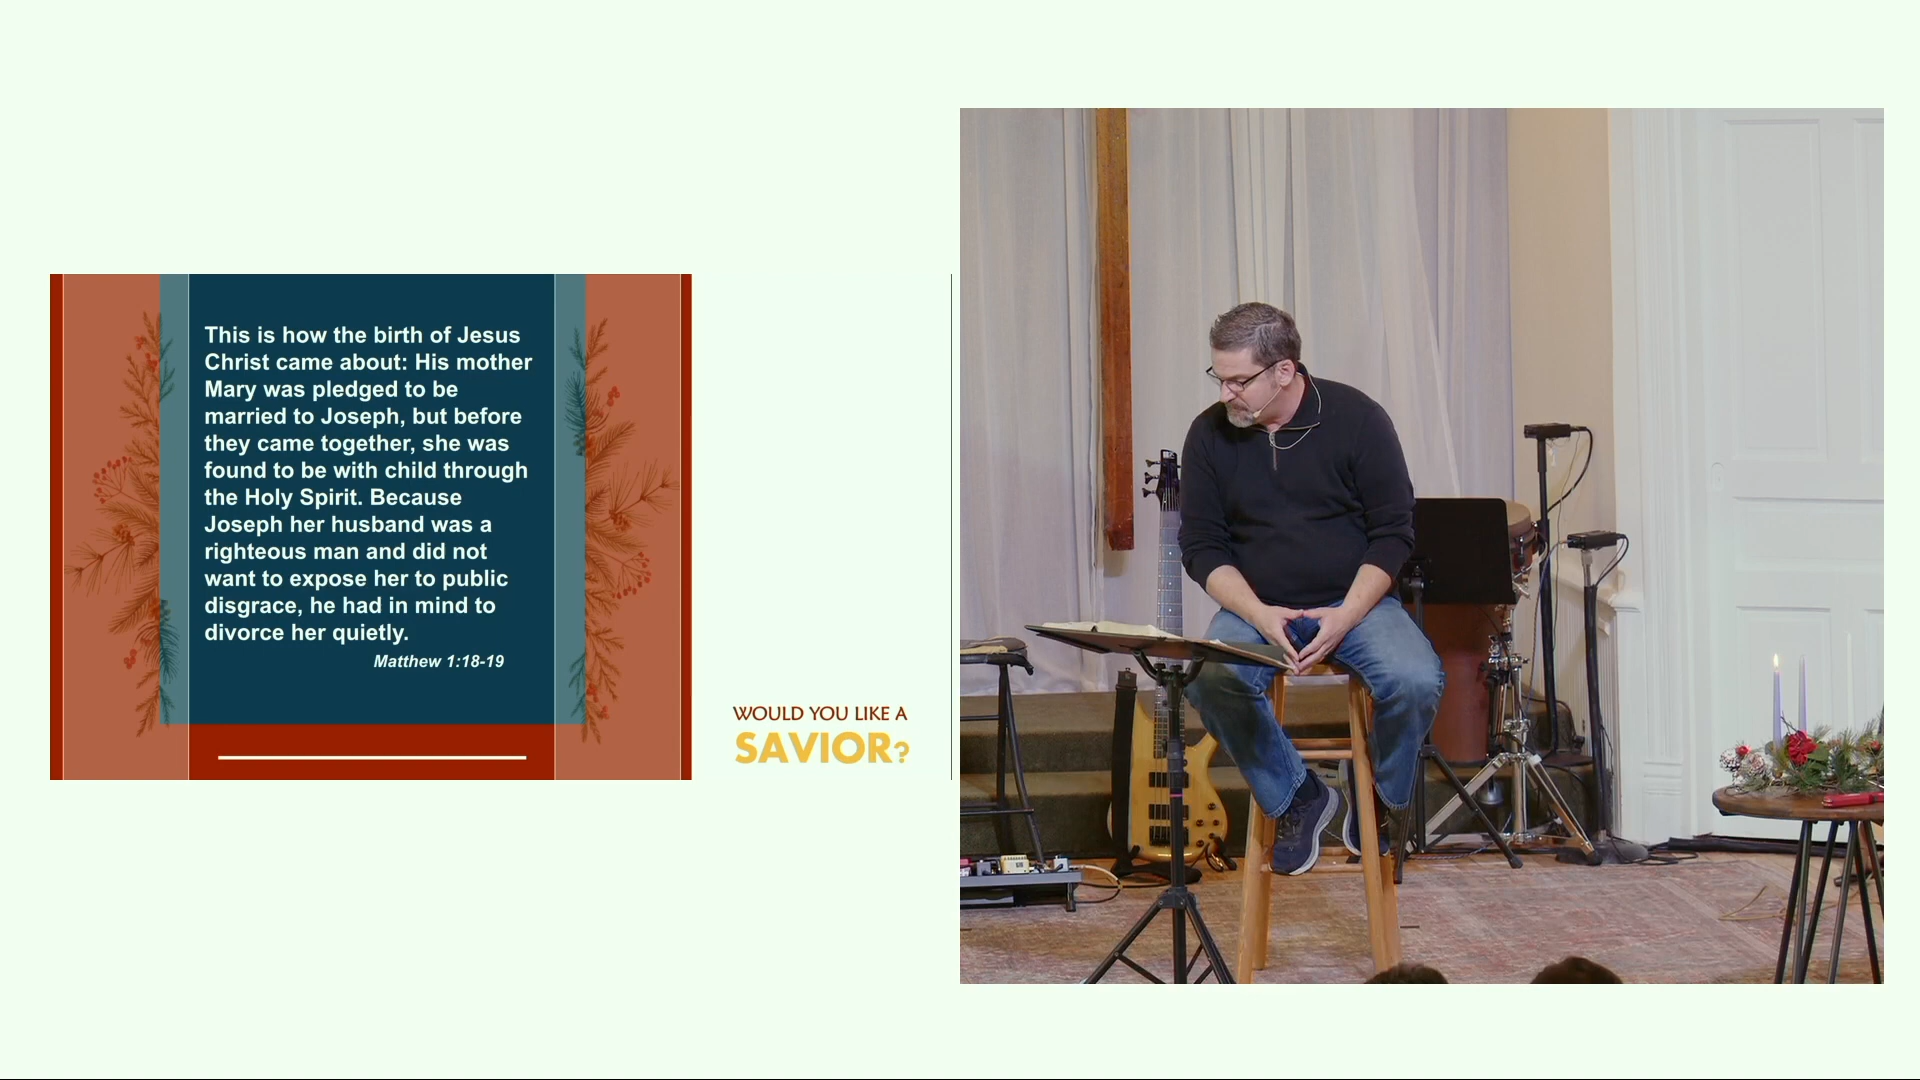 This is how the birth of Jesus
Christ came about: His mother
Mary was pledged to be
married to Joseph, but before
they came together, she was
found to be with child through
the Holy Spirit. Because
Joseph her husband was a
righteous man and did not
want to expose her to public
disgrace, he had in mind to
divorce her quietly.
Matthew 1:18-19
WOULD YOU LIKE A
SAVIOR?